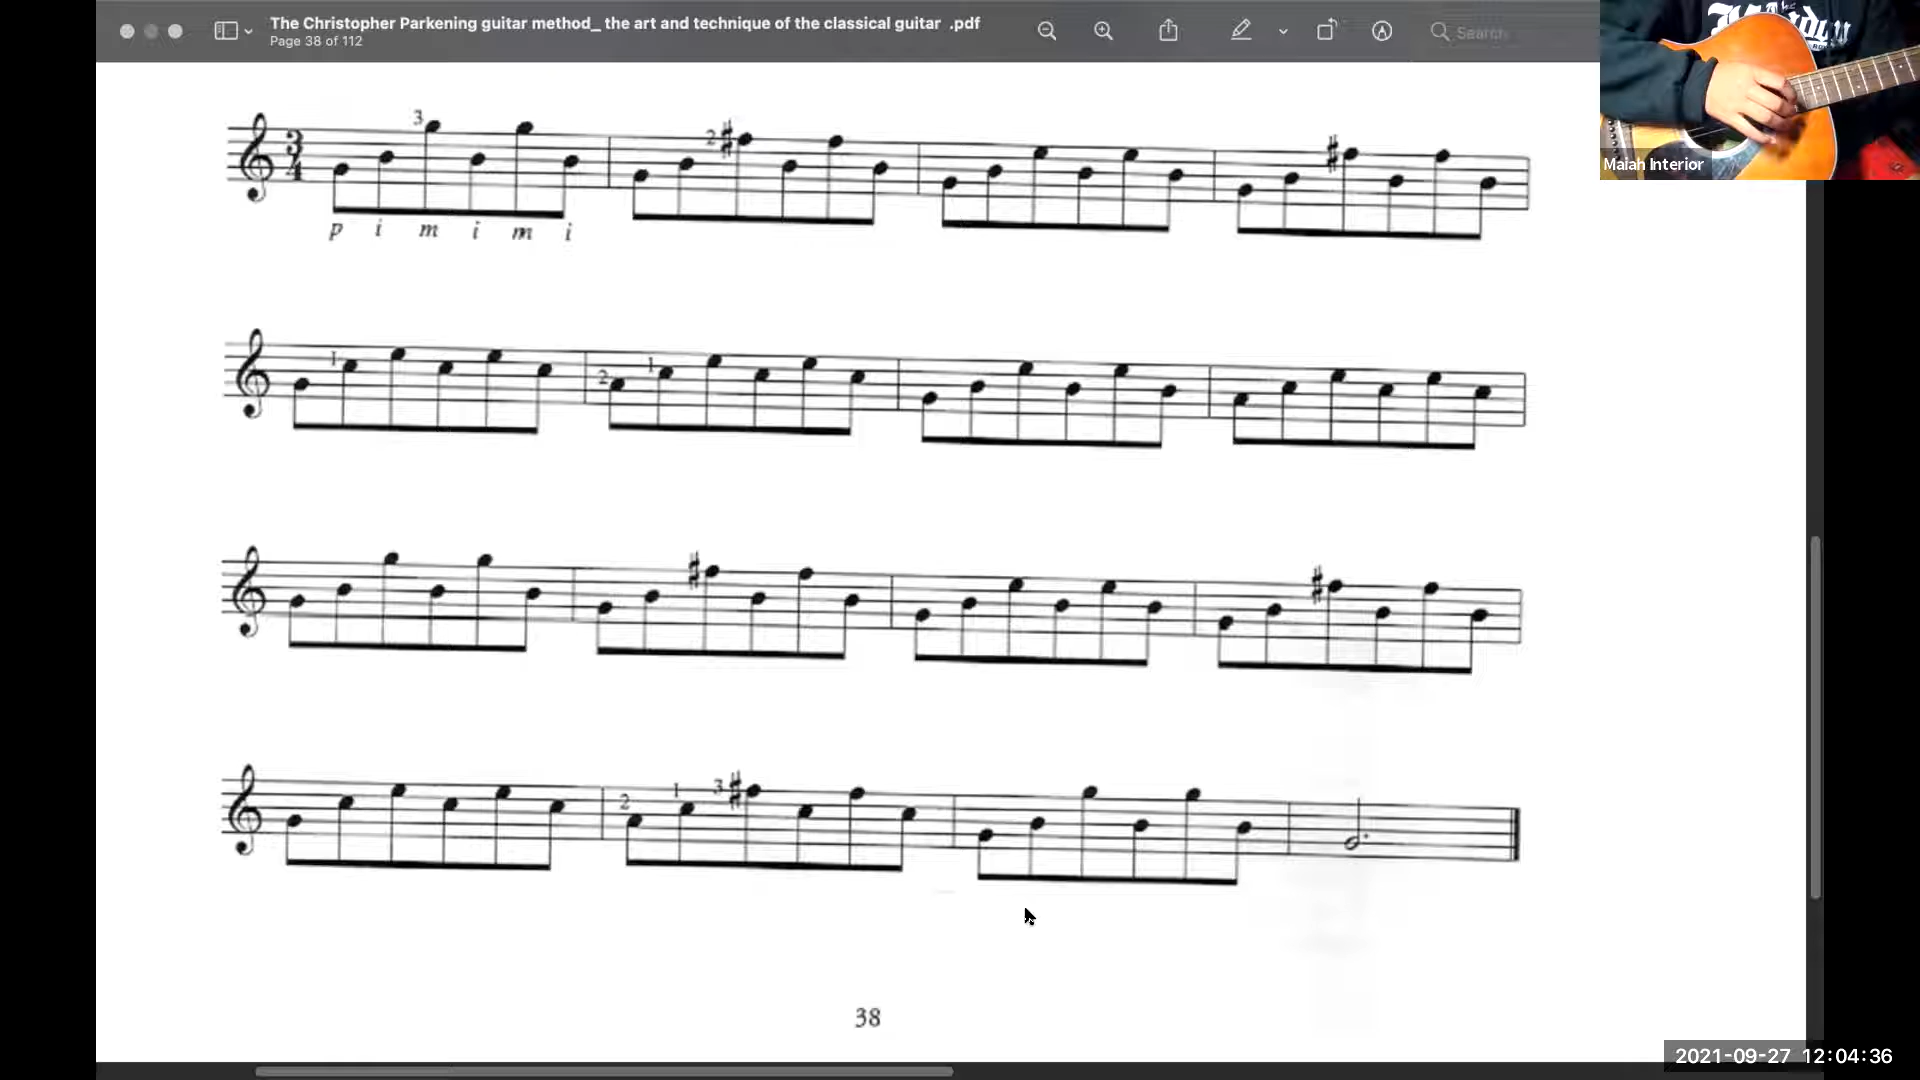 The Christopher Parkening guitar method_ the art and technique of the classical guitar .pdf
Page 38 of 112
Search
Maiah Interior
3
3
4
2
p i m i m i
1
2
1
2
1
3
38
2021-09-27 12:04:36